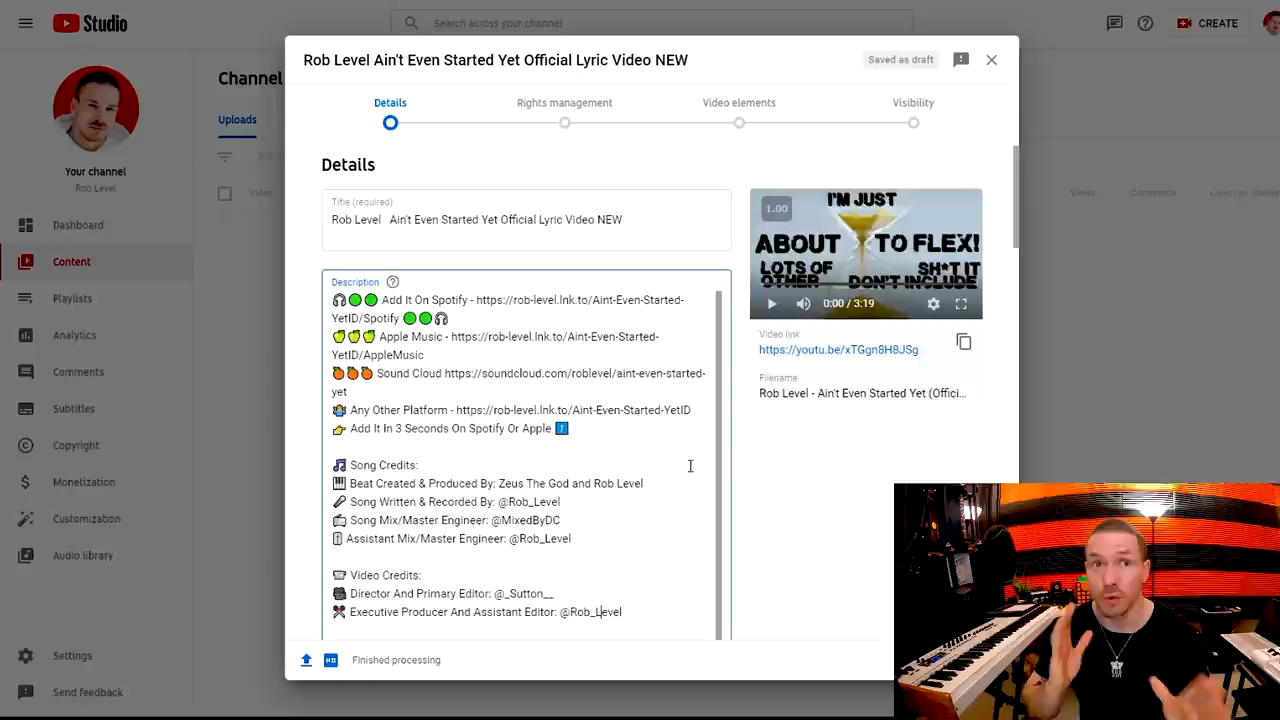 Studio
Search across your channel
CREATE
Rob Level Ain't Even Started Yet Official Lyric Video NEW
Saved as draft
Details
Rights management
Video elements
Visibility
Channel
Uploads
Video
Views
Comments
Your channel
Rob Level
Dashboard
Content
Playlists
Analytics
Comments
Subtitles
Copyright
Monetization
Customization
Audio library
Settings
Send feedback
Details
Title (required)
Rob Level   Ain't Even Started Yet Official Lyric Video NEW
Description
🎧🟢🟢 Add It On Spotify - https://rob-level.lnk.to/Aint-Even-Started-
YetID/Spotify 🟢🟢🎧
🍏🍏🍏 Apple Music - https://rob-level.lnk.to/Aint-Even-Started-
YetID/AppleMusic
🍊🍊🍊 Sound Cloud https://soundcloud.com/roblevel/aint-even-started-
yet
Any Other Platform - https://rob-level.lnk.to/Aint-Even-Started-YetID
👉 Add It In 3 Seconds On Spotify Or Apple ⬆
🎵 Song Credits:
🎹 Beat Created & Produced By: Zeus The God and Rob Level
🎤 Song Written & Recorded By: @Rob_Level
📻 Song Mix/Master Engineer: @MixedByDC
🎚 Assistant Mix/Master Engineer: @Rob_Level
Video Credits:
Director And Primary Editor: @_Sutton__
Executive Producer And Assistant Editor: @Rob_Level
1.00
I'M JUST
ABOUT TO FLEX!
LOTS OF SH*T IT
OTHER DON'T INCLUDE
0:00 / 3:19
Video link
https://youtu.be/xTGgn8H8JSg
Filename
Rob Level - Ain't Even Started Yet (Offici...
HD
Finished processing